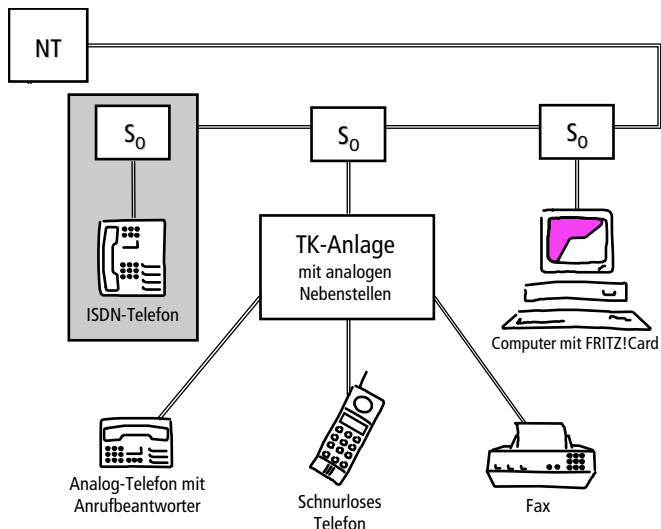 NT
S₀
S₀
S₀
TK-Anlage
mit analogen
Nebenstellen
ISDN-Telefon
Computer mit FRITZ!Card
Analog-Telefon mit
Anrufbeantworter
Schnurloses
Telefon
Fax